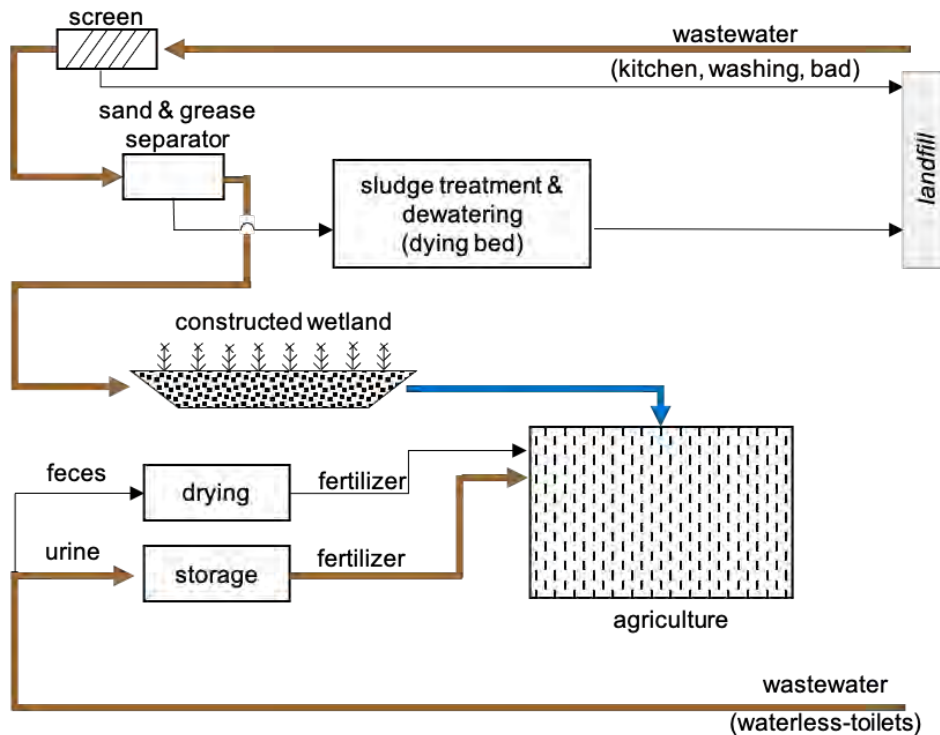 screen
wastewater
(kitchen, washing, bad)
landfill
sand & grease
separator
sludge treatment &
dewatering
(dying bed)
constructed wetland
feces
drying
fertilizer
urine
storage
fertilizer
agriculture
wastewater
(waterless-toilets)